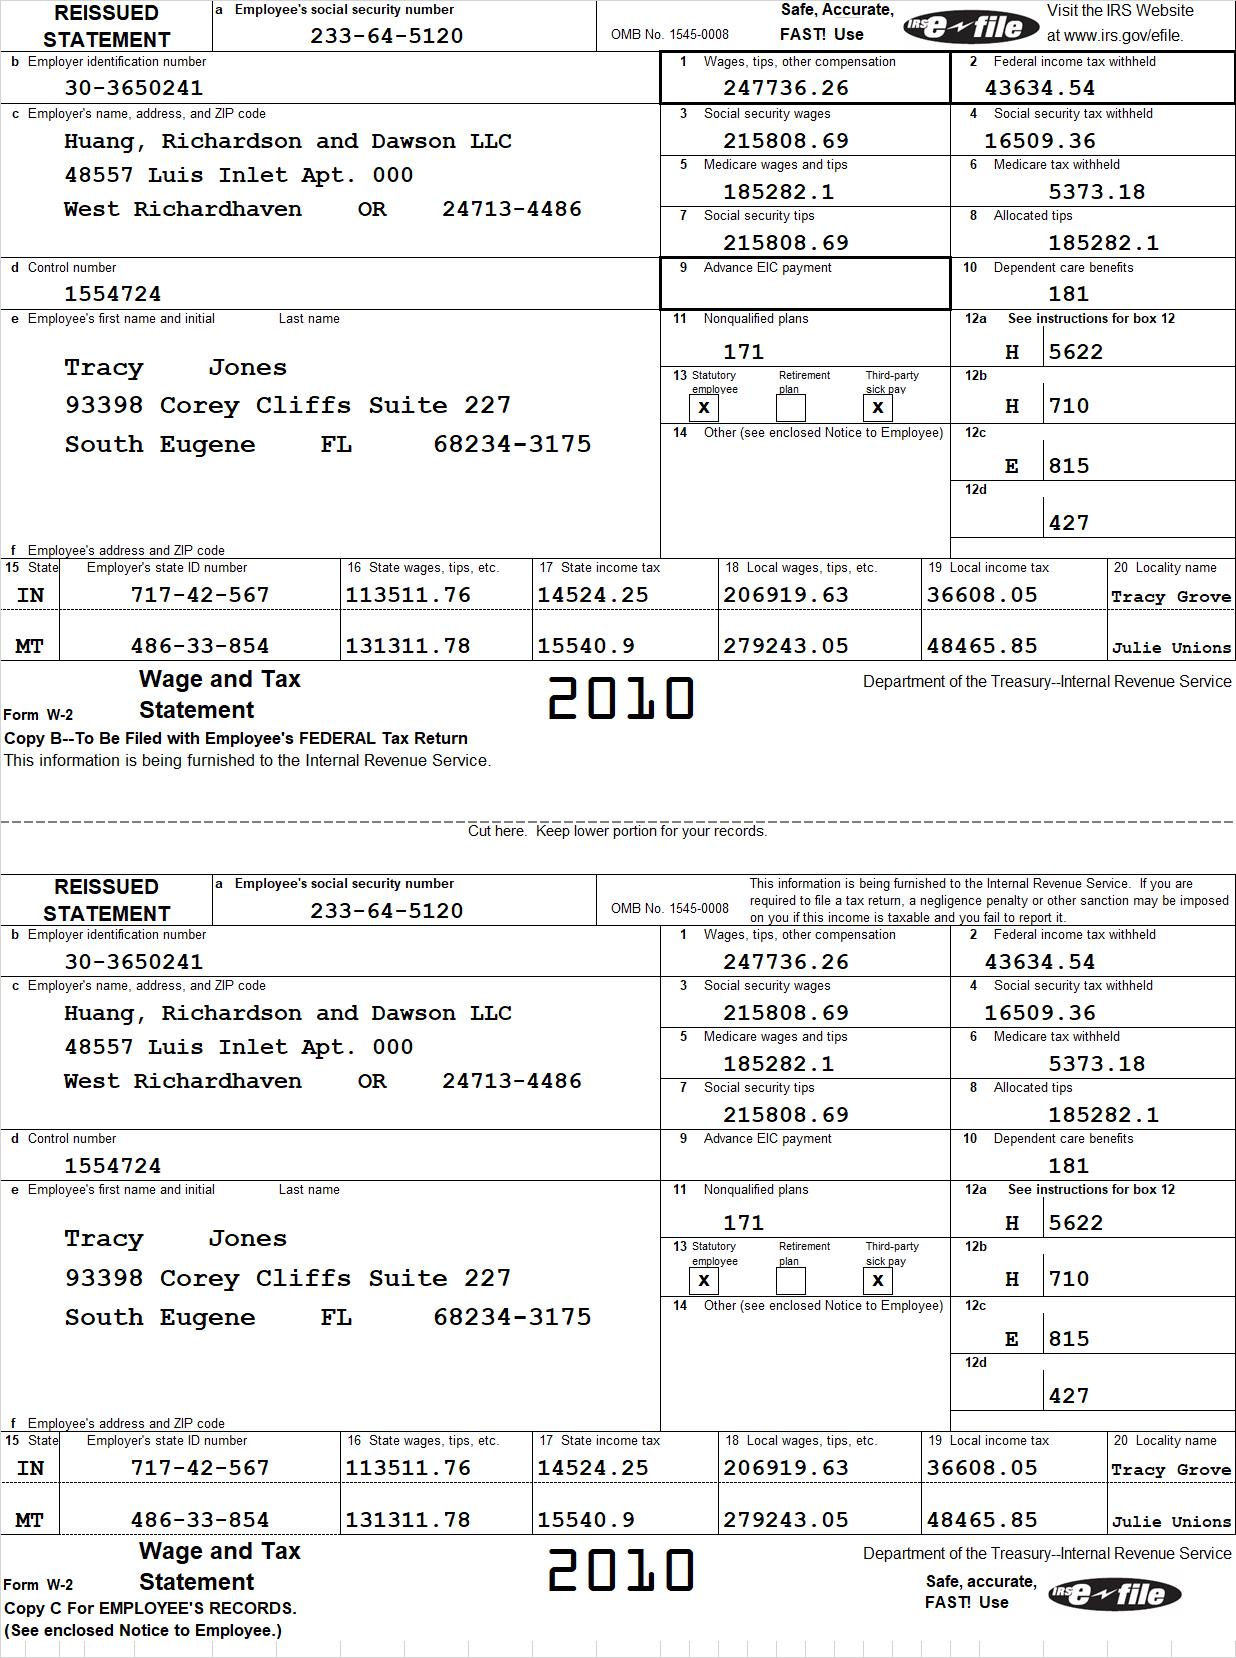 REISSUED STATEMENT
a Employee's social security number
233-64-5120
OMB No. 1545-0008
Safe, Accurate,
FAST! Use
IRS e-file
Visit the IRS Website
at www.irs.gov/efile.
b Employer identification number
30-3650241
1 Wages, tips, other compensation
247736.26
2 Federal income tax withheld
43634.54
c Employer's name, address, and ZIP code
Huang, Richardson and Dawson LLC
48557 Luis Inlet Apt. 000
West Richardhaven OR 24713-4486
3 Social security wages
215808.69
4 Social security tax withheld
16509.36
5 Medicare wages and tips
185282.1
6 Medicare tax withheld
5373.18
7 Social security tips
215808.69
8 Allocated tips
185282.1
d Control number
1554724
9 Advance EIC payment
10 Dependent care benefits
181
e Employee's first name and initial Last name
Tracy Jones
93398 Corey Cliffs Suite 227
South Eugene FL 68234-3175
11 Nonqualified plans
171
12a See instructions for box 12
H 5622
13 Statutory employee Retirement plan Third-party sick pay
X X
12b
H 710
14 Other (see enclosed Notice to Employee)
12c
E 815
12d
427
f Employee's address and ZIP code
15 State Employer's state ID number 16 State wages, tips, etc. 17 State income tax 18 Local wages, tips, etc. 19 Local income tax 20 Locality name
IN 717-42-567 113511.76 14524.25 206919.63 36608.05 Tracy Grove
MT 486-33-854 131311.78 15540.9 279243.05 48465.85 Julie Unions
Form W-2
Wage and Tax
Statement
2010
Department of the Treasury--Internal Revenue Service
Copy B--To Be Filed with Employee's FEDERAL Tax Return
This information is being furnished to the Internal Revenue Service.
Cut here. Keep lower portion for your records.
REISSUED STATEMENT
a Employee's social security number
233-64-5120
OMB No. 1545-0008
This information is being furnished to the Internal Revenue Service. If you are
required to file a tax return, a negligence penalty or other sanction may be imposed
on you if this income is taxable and you fail to report it.
b Employer identification number
30-3650241
1 Wages, tips, other compensation
247736.26
2 Federal income tax withheld
43634.54
c Employer's name, address, and ZIP code
Huang, Richardson and Dawson LLC
48557 Luis Inlet Apt. 000
West Richardhaven OR 24713-4486
3 Social security wages
215808.69
4 Social security tax withheld
16509.36
5 Medicare wages and tips
185282.1
6 Medicare tax withheld
5373.18
7 Social security tips
215808.69
8 Allocated tips
185282.1
d Control number
1554724
9 Advance EIC payment
10 Dependent care benefits
181
e Employee's first name and initial Last name
Tracy Jones
93398 Corey Cliffs Suite 227
South Eugene FL 68234-3175
11 Nonqualified plans
171
12a See instructions for box 12
H 5622
13 Statutory employee Retirement plan Third-party sick pay
X X
12b
H 710
14 Other (see enclosed Notice to Employee)
12c
E 815
12d
427
f Employee's address and ZIP code
15 State Employer's state ID number 16 State wages, tips, etc. 17 State income tax 18 Local wages, tips, etc. 19 Local income tax 20 Locality name
IN 717-42-567 113511.76 14524.25 206919.63 36608.05 Tracy Grove
MT 486-33-854 131311.78 15540.9 279243.05 48465.85 Julie Unions
Form W-2
Wage and Tax
Statement
2010
Department of the Treasury--Internal Revenue Service
Safe, accurate,
FAST! Use
IRS e-file
Copy C For EMPLOYEE'S RECORDS.
(See enclosed Notice to Employee.)